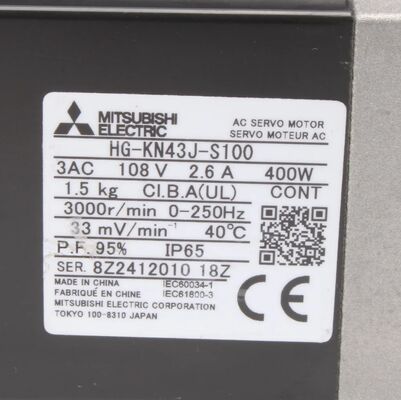 MITSUBISHI ELECTRIC AC SERVO MOTOR
SERVO MOTEUR AC
HG-KN43J-S100
3AC 108 V 2.6 A 400W
1.5 kg CI.B.A(UL) CONT
3000r/min 0-250Hz
33 mV/min⁻¹ 40℃
P.F. 95% IP65
SER. 8Z2412010 18Z
MADE IN CHINA IEC60034-1
FABRIQUÉ EN CHINE IEC61800-3
MITSUBISHI ELECTRIC CORPORATION
TOKYO 100-8310 JAPAN